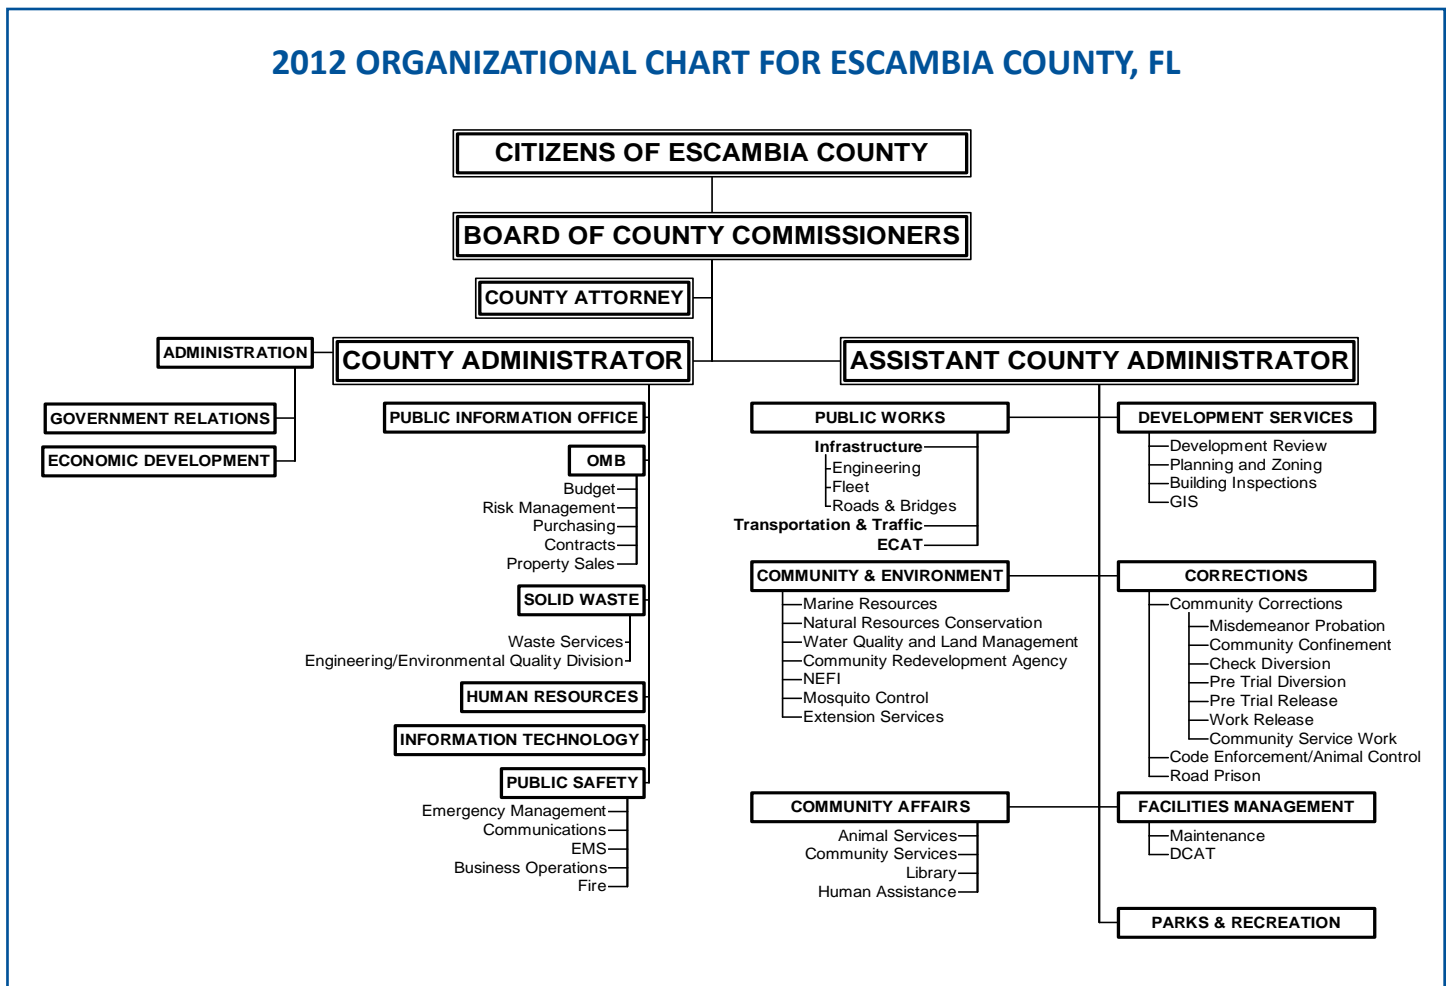 2012 ORGANIZATIONAL CHART FOR ESCAMBIA COUNTY, FL
CITIZENS OF ESCAMBIA COUNTY
BOARD OF COUNTY COMMISSIONERS
COUNTY ATTORNEY
ADMINISTRATION
COUNTY ADMINISTRATOR
ASSISTANT COUNTY ADMINISTRATOR
GOVERNMENT RELATIONS
ECONOMIC DEVELOPMENT
PUBLIC INFORMATION OFFICE
OMB
Budget
Risk Management
Purchasing
Contracts
Property Sales
SOLID WASTE
Waste Services
Engineering/Environmental Quality Division
HUMAN RESOURCES
INFORMATION TECHNOLOGY
PUBLIC SAFETY
Emergency Management
Communications
EMS
Business Operations
Fire
PUBLIC WORKS
Infrastructure
Engineering
Fleet
Roads & Bridges
Transportation & Traffic
ECAT
COMMUNITY & ENVIRONMENT
Marine Resources
Natural Resources Conservation
Water Quality and Land Management
Community Redevelopment Agency
NEFI
Mosquito Control
Extension Services
COMMUNITY AFFAIRS
Animal Services
Community Services
Library
Human Assistance
DEVELOPMENT SERVICES
Development Review
Planning and Zoning
Building Inspections
GIS
CORRECTIONS
Community Corrections
Misdemeanor Probation
Community Confinement
Check Diversion
Pre Trial Diversion
Pre Trial Release
Work Release
Community Service Work
Code Enforcement/Animal Control
Road Prison
FACILITIES MANAGEMENT
Maintenance
DCAT
PARKS & RECREATION